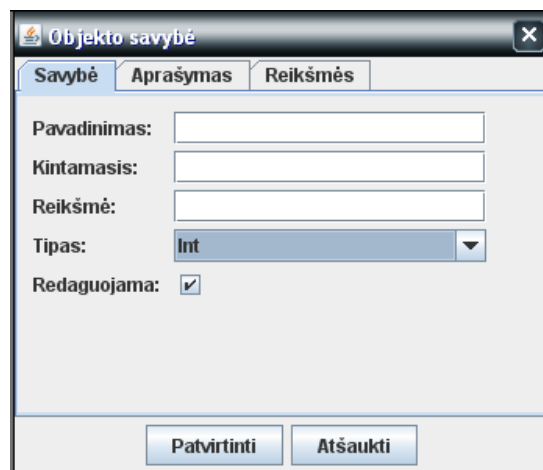 Objekto savybė
Savybė Aprašymas Reikšmės
Pavadinimas:
Kintamasis:
Reikšmė:
Tipas: Int
Redaguojama:
Patvirtinti Atšaukti